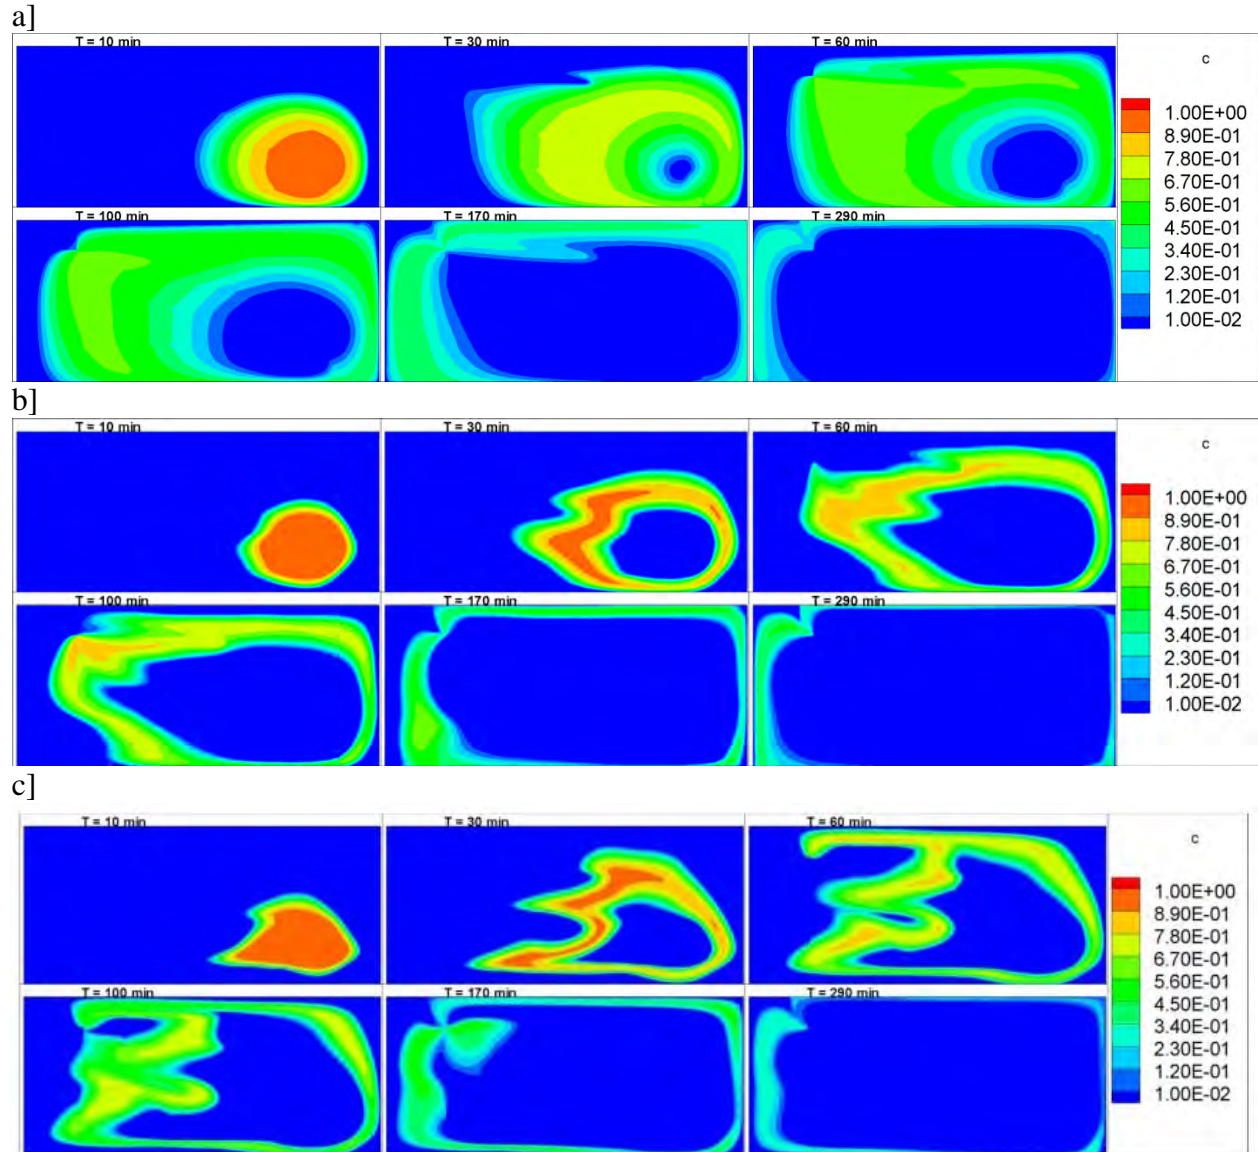 a]
T = 10 min T = 30 min T = 60 min
c
1.00E+00
8.90E-01
7.80E-01
6.70E-01
5.60E-01
4.50E-01
3.40E-01
2.30E-01
1.20E-01
1.00E-02
T = 100 min T = 170 min T = 290 min
b]
T = 10 min T = 30 min T = 60 min
c
1.00E+00
8.90E-01
7.80E-01
6.70E-01
5.60E-01
4.50E-01
3.40E-01
2.30E-01
1.20E-01
1.00E-02
T = 100 min T = 170 min T = 290 min
c]
T = 10 min T = 30 min T = 60 min
c
1.00E+00
8.90E-01
7.80E-01
6.70E-01
5.60E-01
4.50E-01
3.40E-01
2.30E-01
1.20E-01
1.00E-02
T = 100 min T = 170 min T = 290 min